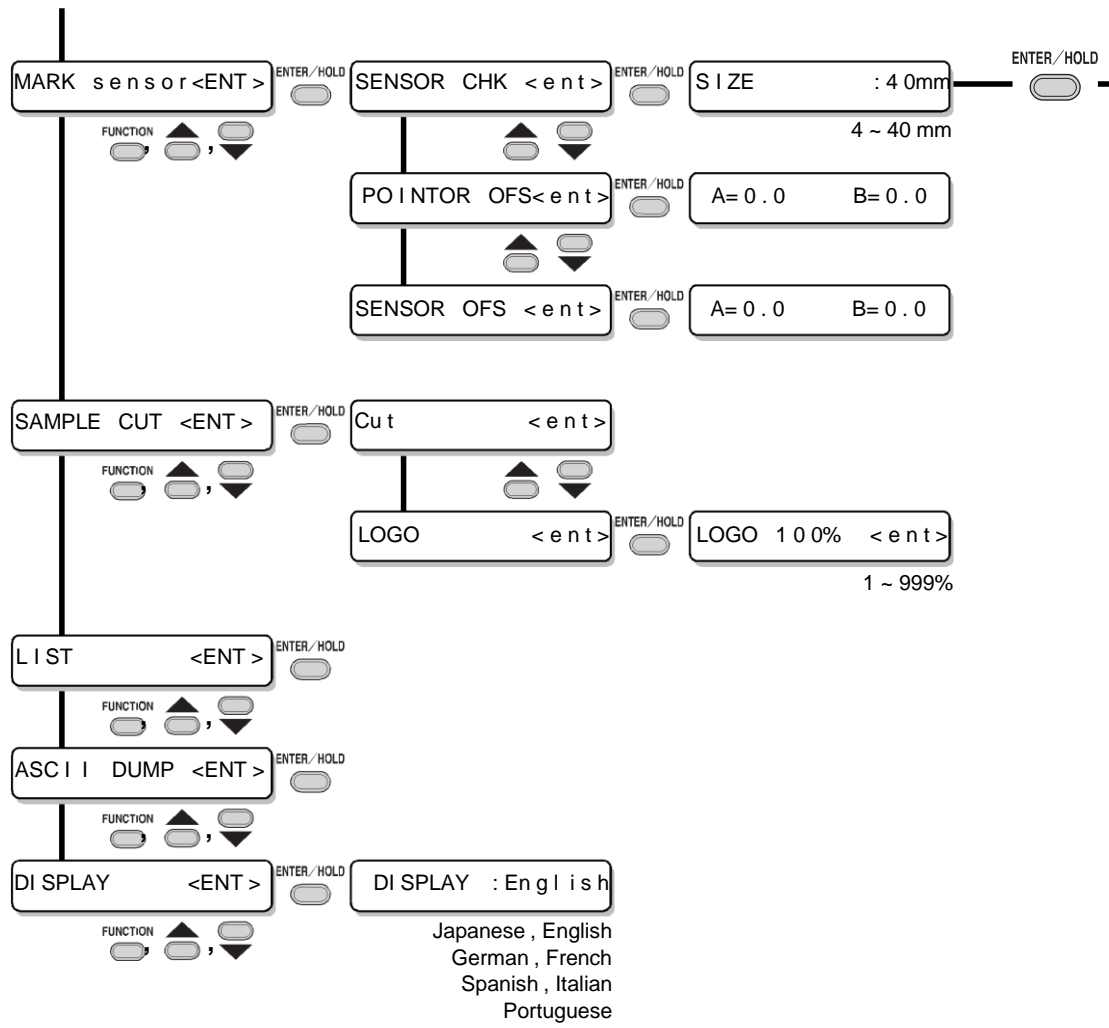 ENTER/HOLD
MARK sensor<ENT> ENTER/HOLD SENSOR CHK <ent> ENTER/HOLD SIZE :40mm
4 ~ 40 mm
FUNCTION , ,
POINTOR OFS<ent> ENTER/HOLD A=0.0 B=0.0
SENSOR OFS <ent> ENTER/HOLD A=0.0 B=0.0
SAMPLE CUT <ENT> ENTER/HOLD Cut <ent>
FUNCTION , ,
LOGO <ent> ENTER/HOLD LOGO 100% <ent>
1 ~ 999%
LIST <ENT> ENTER/HOLD
FUNCTION , ,
ASCII DUMP <ENT> ENTER/HOLD
FUNCTION , ,
DISPLAY <ENT> ENTER/HOLD DISPLAY :English
FUNCTION , ,
Japanese , English
German , French
Spanish , Italian
Portuguese